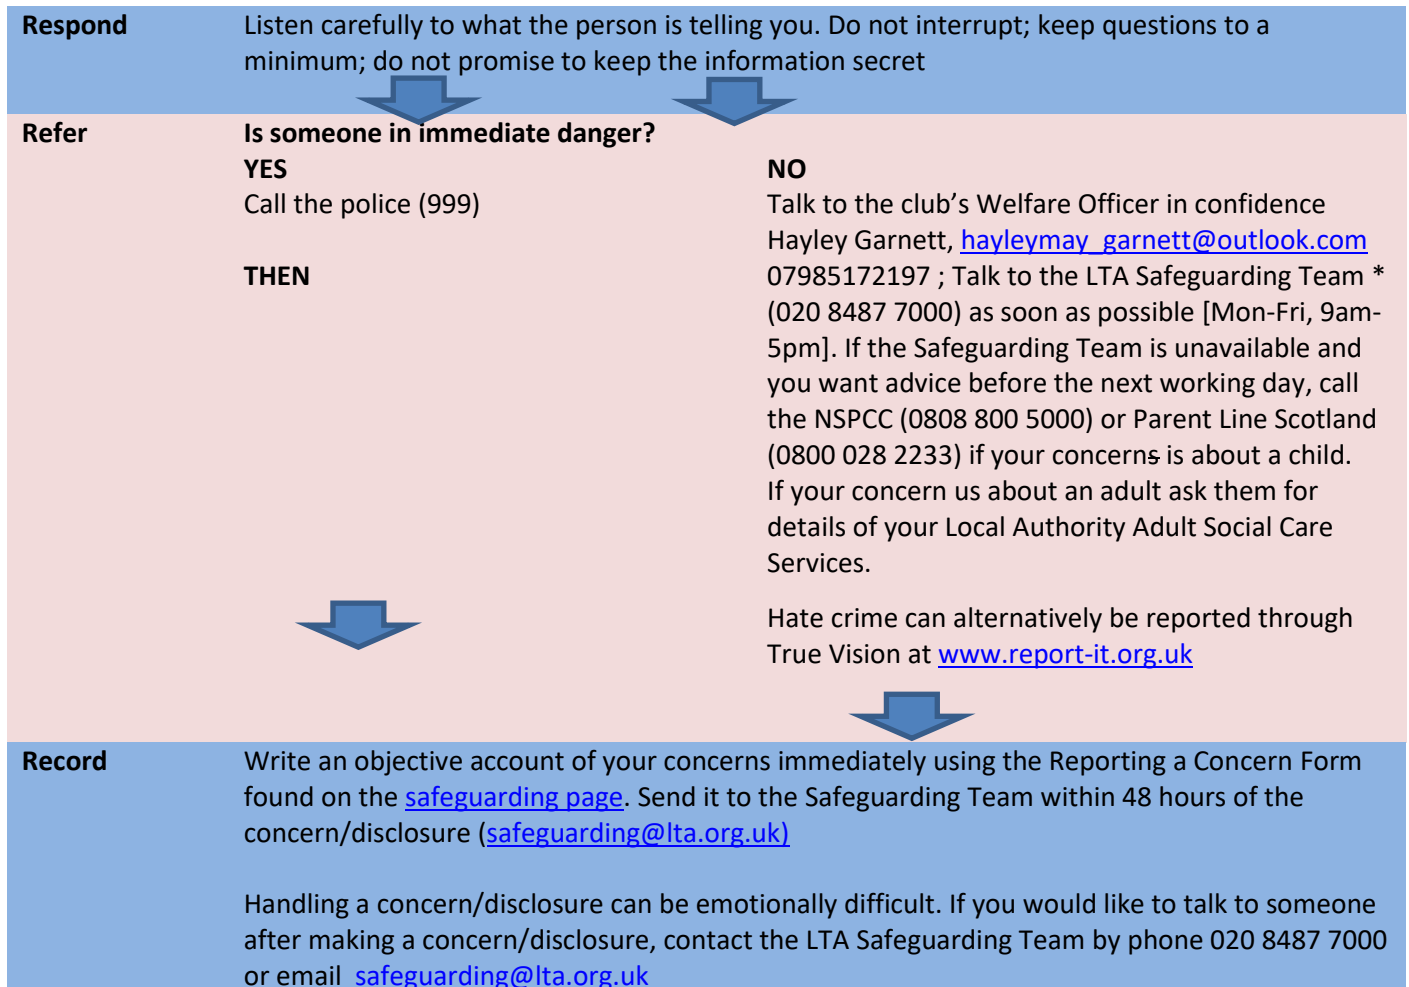 Respond
Listen carefully to what the person is telling you. Do not interrupt; keep questions to a
minimum; do not promise to keep the information secret
Refer
Is someone in immediate danger?
YES
Call the police (999)
THEN
NO
Talk to the club’s Welfare Officer in confidence
Hayley Garnett, hayleymay_garnett@outlook.com
07985172197 ; Talk to the LTA Safeguarding Team *
(020 8487 7000) as soon as possible [Mon-Fri, 9am-
5pm]. If the Safeguarding Team is unavailable and
you want advice before the next working day, call
the NSPCC (0808 800 5000) or Parent Line Scotland
(0800 028 2233) if your concerns is about a child.
If your concern us about an adult ask them for
details of your Local Authority Adult Social Care
Services.
Hate crime can alternatively be reported through
True Vision at www.report-it.org.uk
Record
Write an objective account of your concerns immediately using the Reporting a Concern Form
found on the safeguarding page. Send it to the Safeguarding Team within 48 hours of the
concern/disclosure (safeguarding@lta.org.uk)
Handling a concern/disclosure can be emotionally difficult. If you would like to talk to someone
after making a concern/disclosure, contact the LTA Safeguarding Team by phone 020 8487 7000
or email safeguarding@lta.org.uk